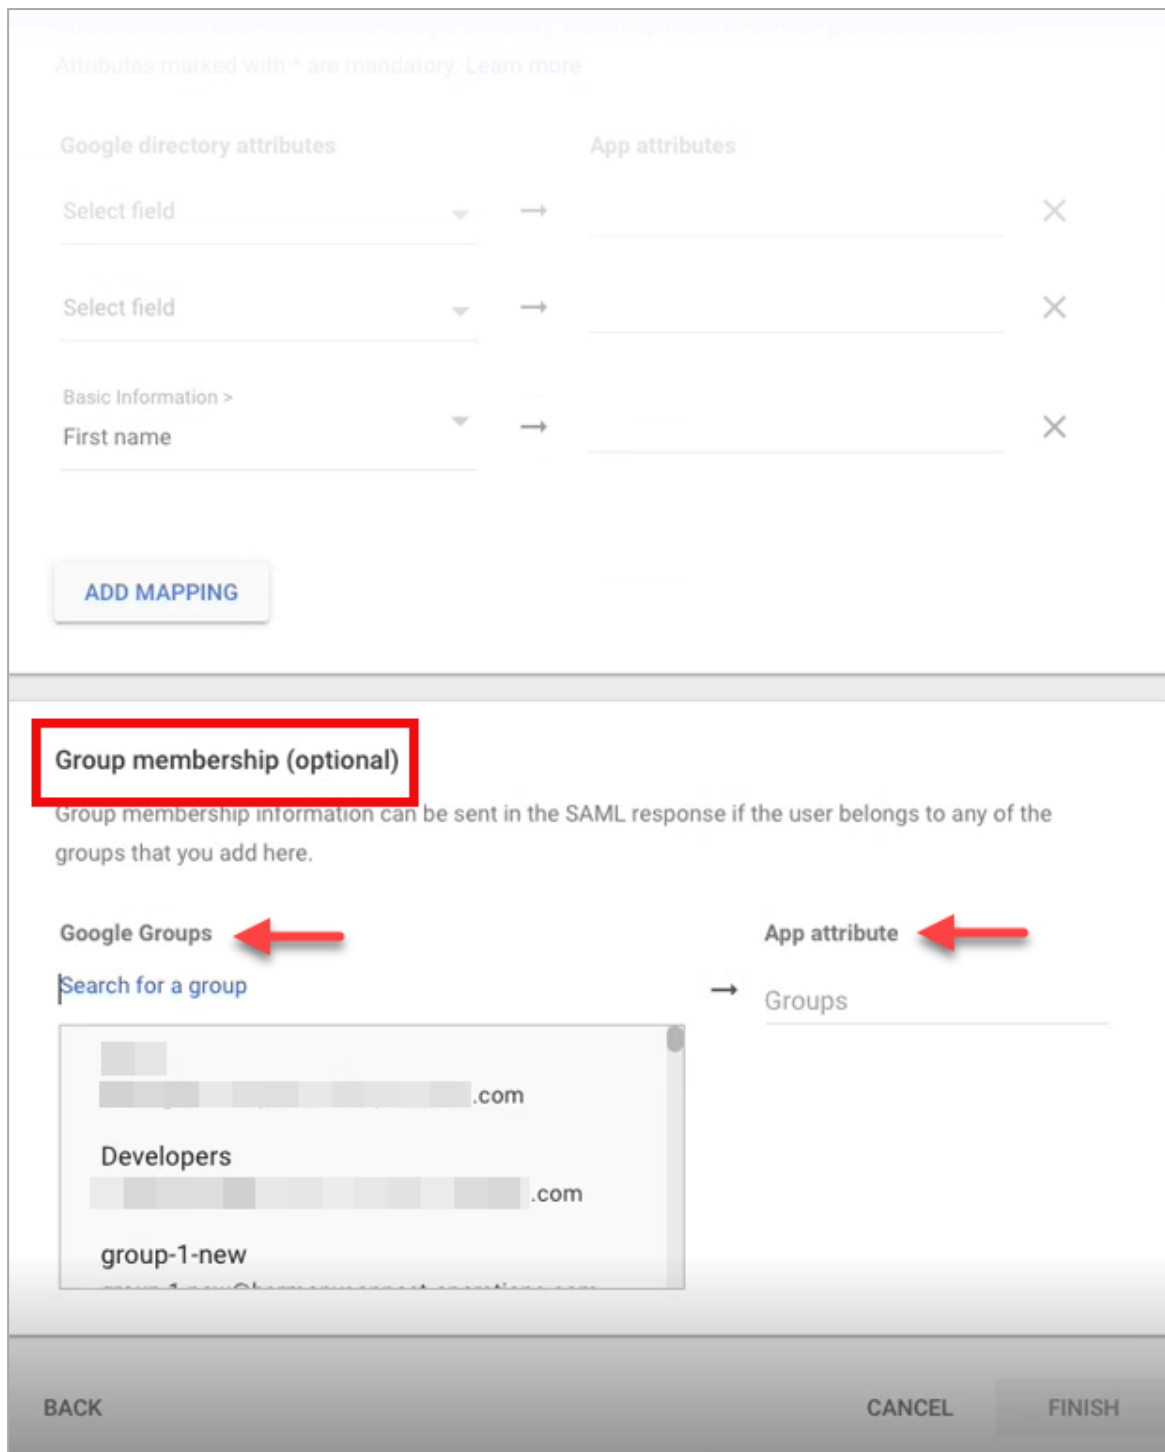 Attributes marked with * are mandatory. Learn more
Google directory attributes
App attributes
Select field
Select field
Basic Information >
First name
ADD MAPPING
Group membership (optional)
Group membership information can be sent in the SAML response if the user belongs to any of the
groups that you add here.
Google Groups
App attribute
Search for a group
Groups
.com
Developers
.com
group-1-new
BACK
CANCEL
FINISH